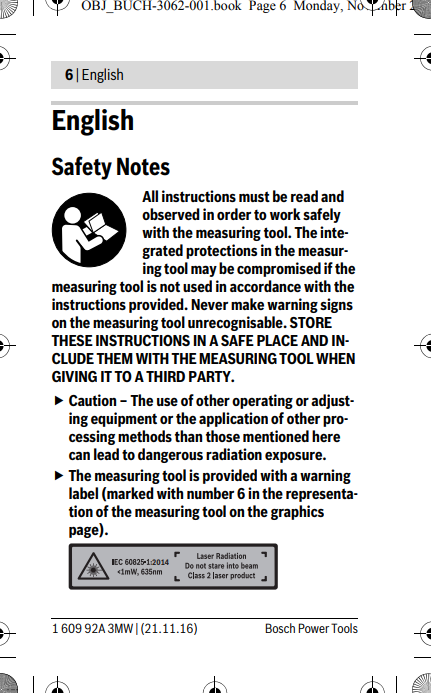 OBJ_BUCH-3062-001.book Page 6 Monday, No
6 | English
English
Safety Notes
All instructions must be read and
observed in order to work safely
with the measuring tool. The inte-
grated protections in the measur-
ing tool may be compromised if the
measuring tool is not used in accordance with the
instructions provided. Never make warning signs
on the measuring tool unrecognisable. STORE
THESE INSTRUCTIONS IN A SAFE PLACE AND IN-
CLUDE THEM WITH THE MEASURING TOOL WHEN
GIVING IT TO A THIRD PARTY.
Caution – The use of other operating or adjust-
ing equipment or the application of other pro-
cessing methods than those mentioned here
can lead to dangerous radiation exposure.
The measuring tool is provided with a warning
label (marked with number 6 in the representa-
tion of the measuring tool on the graphics
page).
IEC 60825-1:2014
<1mW, 635nm
Laser Radiation
Do not stare into beam
Class 2 laser product
1 609 92A 3MW | (21.11.16) Bosch Power Tools